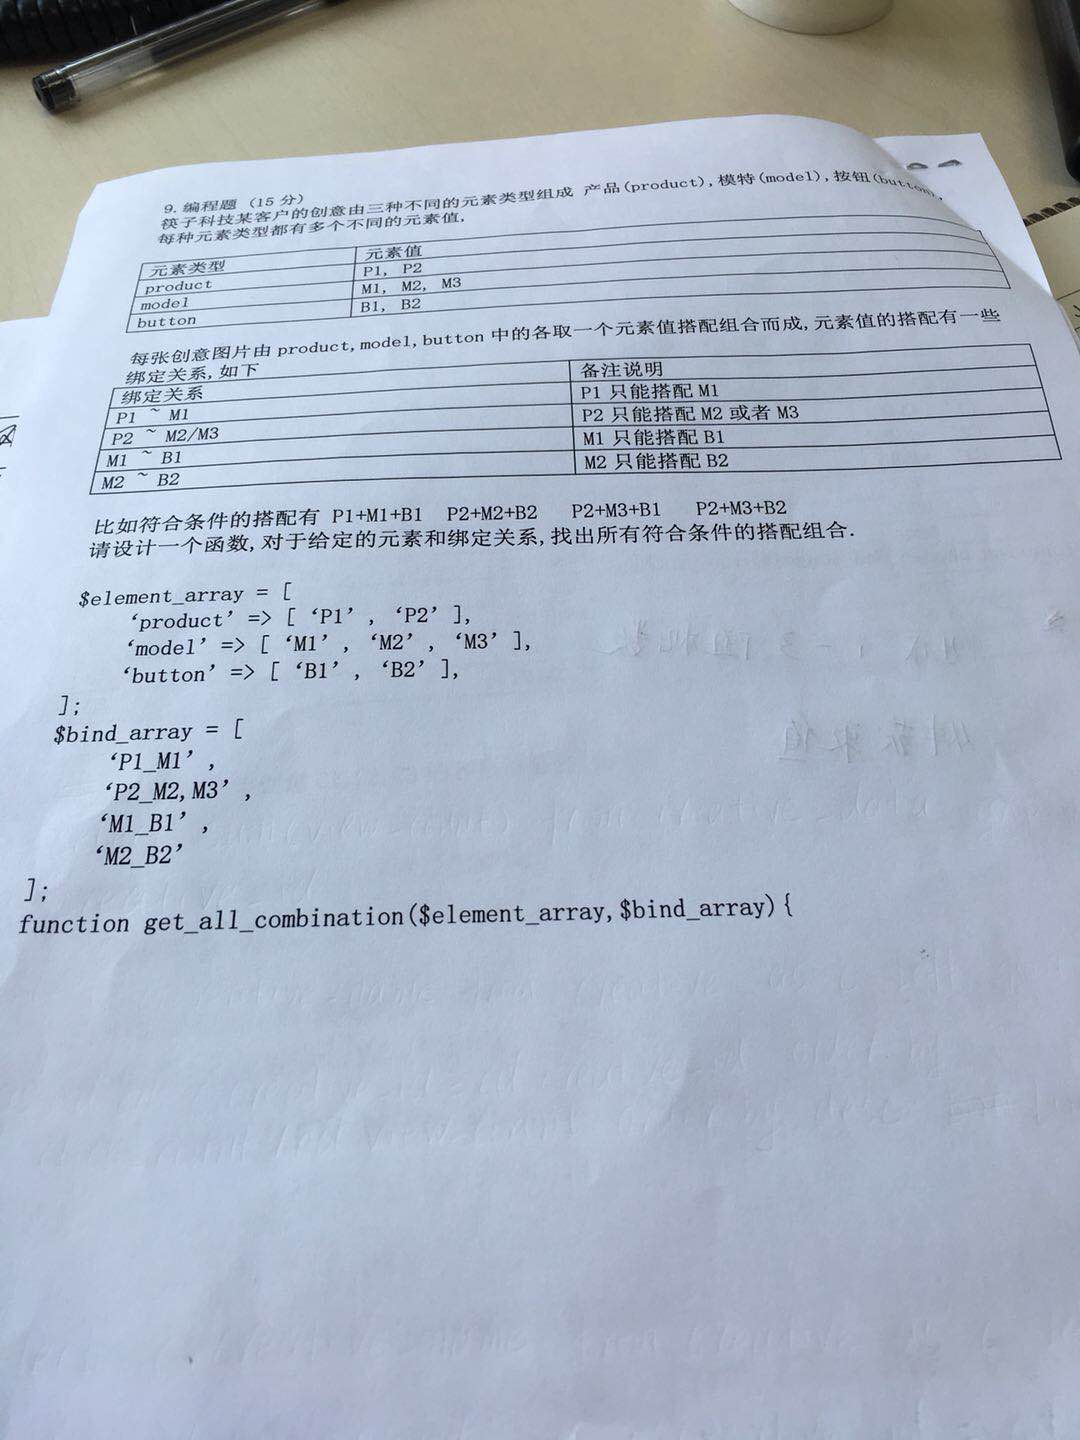 9. 编程题 (15 分)
筷子科技某客户的创意由三种不同的元素类型组成 产品(product),模特(model),按钮(button),
每种元素类型都有多个不同的元素值,
元素类型 元素值
product P1, P2
model M1, M2, M3
button B1, B2
每张创意图片由 product,model,button 中的各取一个元素值搭配组合而成,元素值的搭配有一些
绑定关系,如下
绑定关系 备注说明
P1 ~ M1 P1 只能搭配 M1
P2 ~ M2/M3 P2 只能搭配 M2 或者 M3
M1 ~ B1 M1 只能搭配 B1
M2 ~ B2 M2 只能搭配 B2
比如符合条件的搭配有 P1+M1+B1 P2+M2+B2 P2+M3+B1 P2+M3+B2
请设计一个函数,对于给定的元素和绑定关系,找出所有符合条件的搭配组合.
$element_array = [
‘product’ => [ ‘P1’ , ‘P2’ ],
‘model’ => [ ‘M1’ , ‘M2’ , ‘M3’ ],
‘button’ => [ ‘B1’ , ‘B2’ ],
];
$bind_array = [
‘P1_M1’ ,
‘P2_M2,M3’ ,
‘M1_B1’ ,
‘M2_B2’
];
function get_all_combination($element_array,$bind_array){